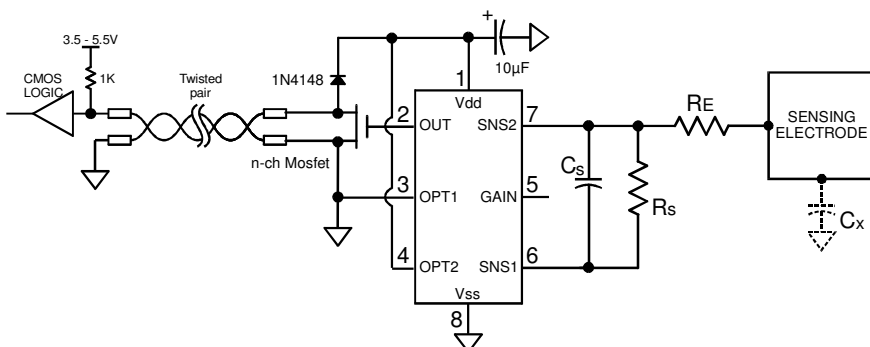 3.5 - 5.5V
1K
CMOS
LOGIC
Twisted
pair
1N4148
n-ch Mosfet
+
10µF
1
Vdd
2
OUT
3
OPT1
4
OPT2
7
SNS2
GAIN
5
6
SNS1
Vss
8
Cs
Rs
RE
SENSING
ELECTRODE
Cx